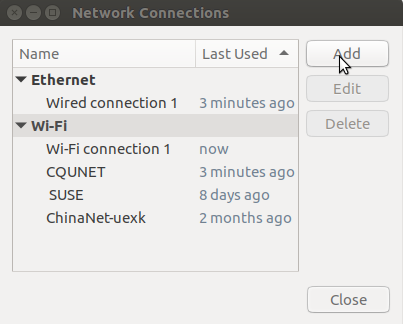 Network Connections
Name Last Used
Add
Ethernet
Edit
Wired connection 1 3 minutes ago
Wi-Fi
Delete
Wi-Fi connection 1 now
CQUNET 3 minutes ago
SUSE 8 days ago
ChinaNet-uexk 2 months ago
Close